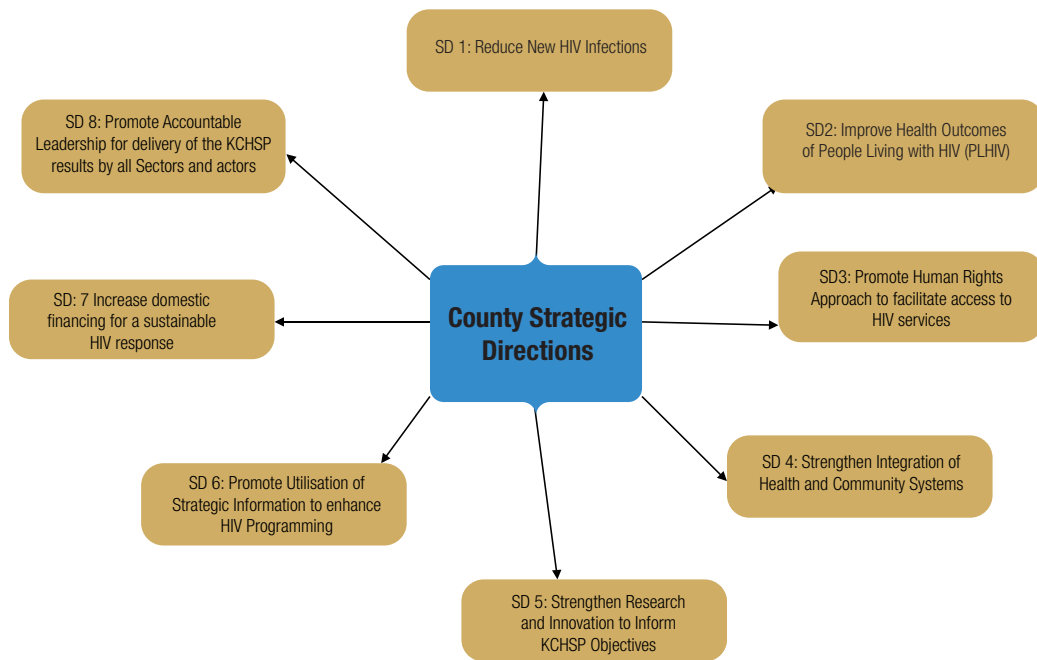 SD 1: Reduce New HIV Infections
SD2: Improve Health Outcomes
of People Living with HIV (PLHIV)
SD3: Promote Human Rights
Approach to facilitate access to
HIV services
SD 4: Strengthen Integration of
Health and Community Systems
SD 5: Strengthen Research
and Innovation to Inform
KCHSP Objectives
SD 6: Promote Utilisation of
Strategic Information to enhance
HIV Programming
SD: 7 Increase domestic
financing for a sustainable
HIV response
SD 8: Promote Accountable
Leadership for delivery of the KCHSP
results by all Sectors and actors
County Strategic
Directions